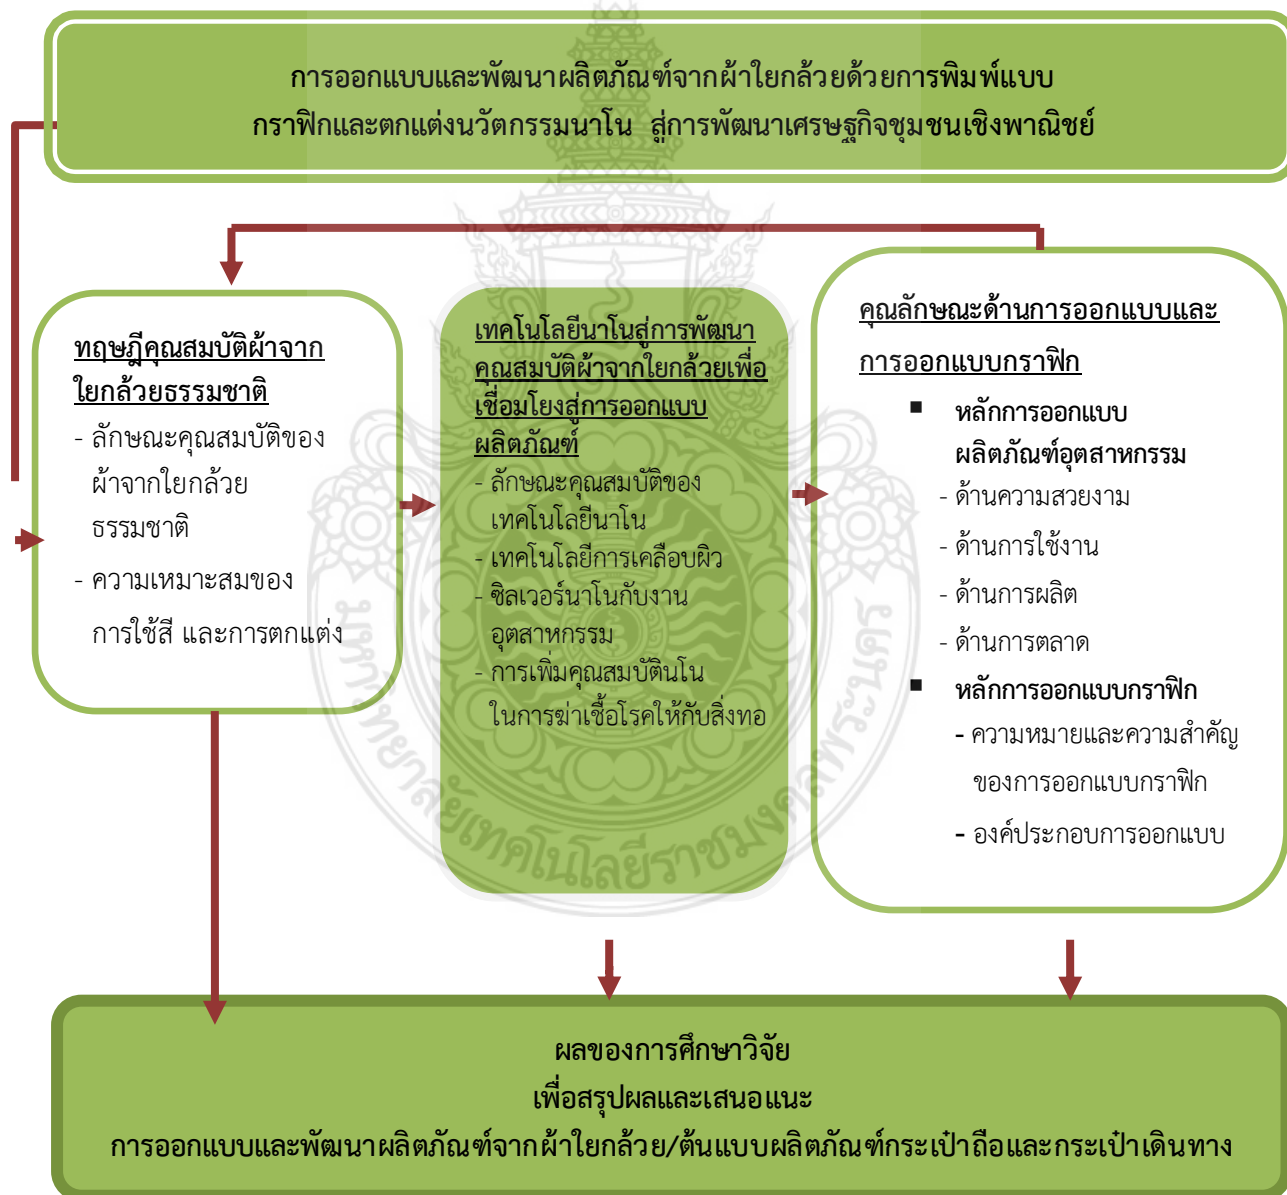 การออกแบบและพัฒนาผลิตภัณฑ์จากผ้าใยกล้วยด้วยการพิมพ์แบบ
กราฟิกและตกแต่งนวัตกรรมนาโน สู่การพัฒนาเศรษฐกิจชุมชนเชิงพาณิชย์
ทฤษฎีคุณสมบัติผ้าจาก
ใยกล้วยธรรมชาติ
- ลักษณะคุณสมบัติของ
ผ้าจากใยกล้วย
ธรรมชาติ
- ความเหมาะสมของ
การใช้สี และการตกแต่ง
เทคโนโลยีนาโนสู่การพัฒนา
คุณสมบัติผ้าจากใยกล้วยเพื่อ
เชื่อมโยงสู่การออกแบบ
ผลิตภัณฑ์
- ลักษณะคุณสมบัติของ
เทคโนโลยีนาโน
- เทคโนโลยีการเคลือบผิว
- ซิลเวอร์นาโนกับงาน
อุตสาหกรรม
- การเพิ่มคุณสมบัตินโน
ในการฆ่าเชื้อโรคให้กับสิ่งทอ
คุณลักษณะด้านการออกแบบและ
การออกแบบกราฟิก
▪ หลักการออกแบบ
ผลิตภัณฑ์อุตสาหกรรม
- ด้านความสวยงาม
- ด้านการใช้งาน
- ด้านการผลิต
- ด้านการตลาด
▪ หลักการออกแบบกราฟิก
- ความหมายและความสำคัญ
ของการออกแบบกราฟิก
- องค์ประกอบการออกแบบ
มหาวิทยาลัยเทคโนโลยีราชมงคลพระนคร
ผลของการศึกษาวิจัย
เพื่อสรุปผลและเสนอแนะ
การออกแบบและพัฒนาผลิตภัณฑ์จากผ้าใยกล้วย/ต้นแบบผลิตภัณฑ์กระเป๋าถือและกระเป๋าเดินทาง